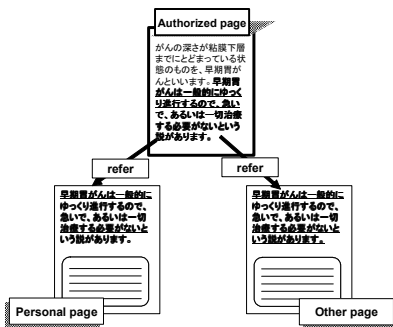 Authorized page
がんの深さが粘膜下層
までにとどまっている状
態のものを、早期胃が
んといいます。早期胃
がんは一般的にゆっく
り進行するので、急い
で、あるいは一切治療
する必要がないという
説があります。
refer
refer
早期胃がんは一般的に
ゆっくり進行するので、
急いで、あるいは一切
治療する必要がないと
いう説があります。
Personal page
早期胃がんは一般的に
ゆっくり進行するので、
急いで、あるいは一切
治療する必要がないと
いう説があります。
Other page